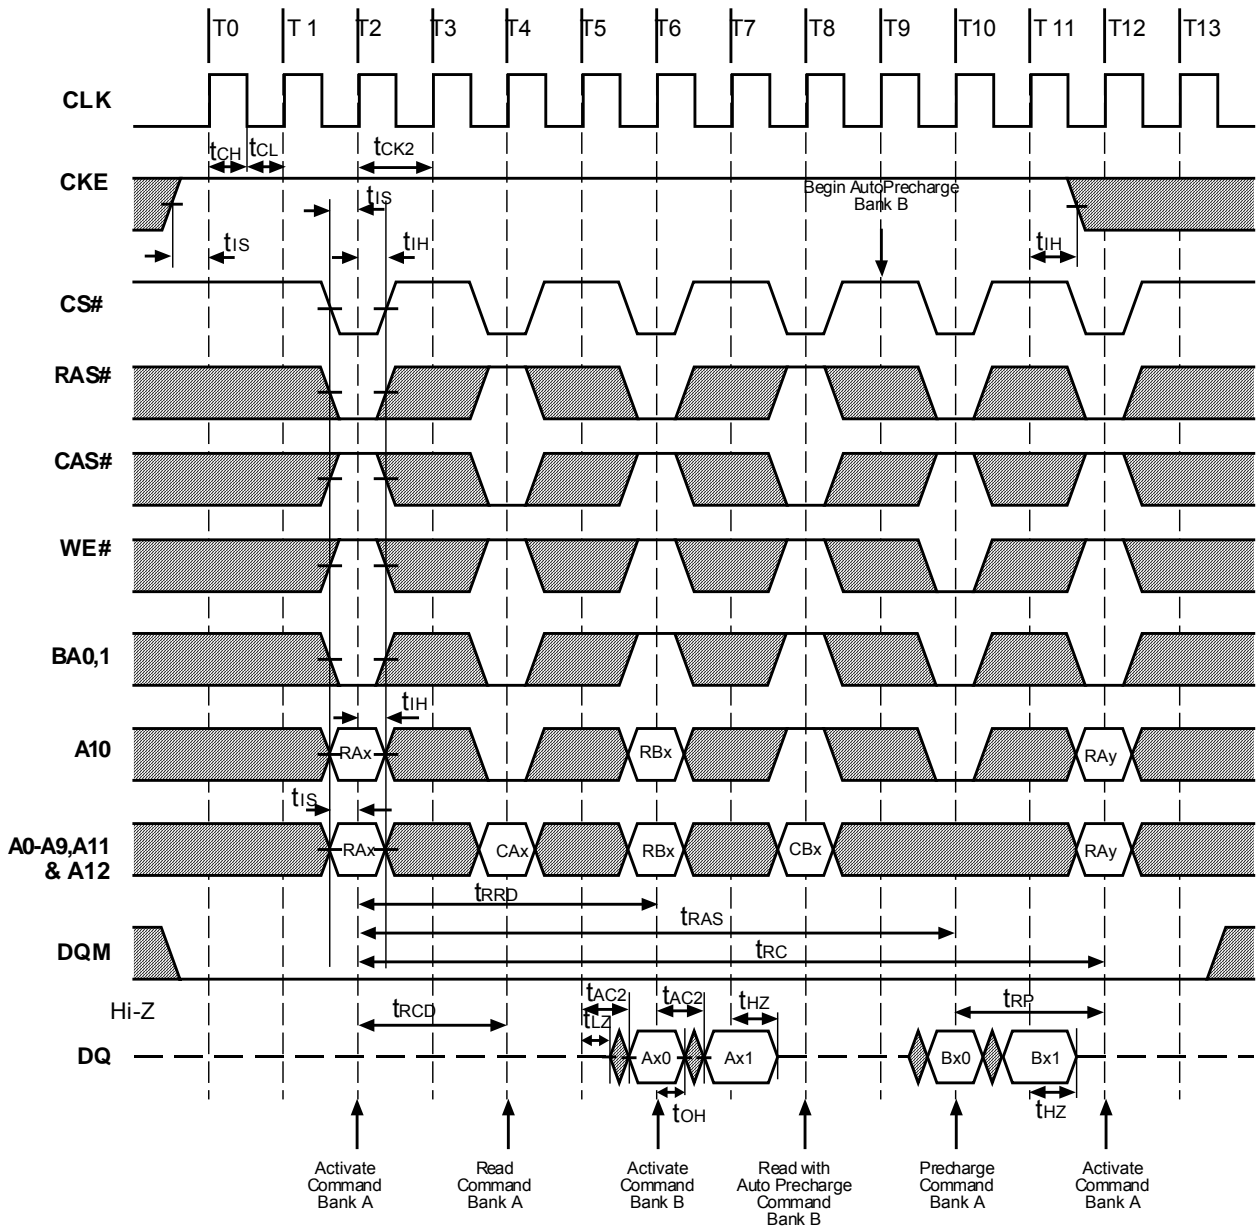 T0 T 1 T2 T3 T4 T5 T6 T7 T8 T9 T10 T 11 T12 T13
CLK
tCH tCL tCK2
CKE
tIS
Begin AutoPrecharge
Bank B
tIS tIH tIH
CS#
RAS#
CAS#
WE#
BA0,1
tIH
A10
RAx RBx RAy
tIS
A0-A9,A11
& A12
RAx CAx RBx CBx RAy
tRRD
tRAS
DQM
tRC
Hi-Z
tRCD tAC2 tAC2 tHZ tRP
tLZ
DQ
Ax0 Ax1 Bx0 Bx1
tOH tHZ
Activate
Command
Bank A
Read
Command
Bank A
Activate
Command
Bank B
Read with
Auto Precharge
Command
Bank B
Precharge
Command
Bank A
Activate
Command
Bank A